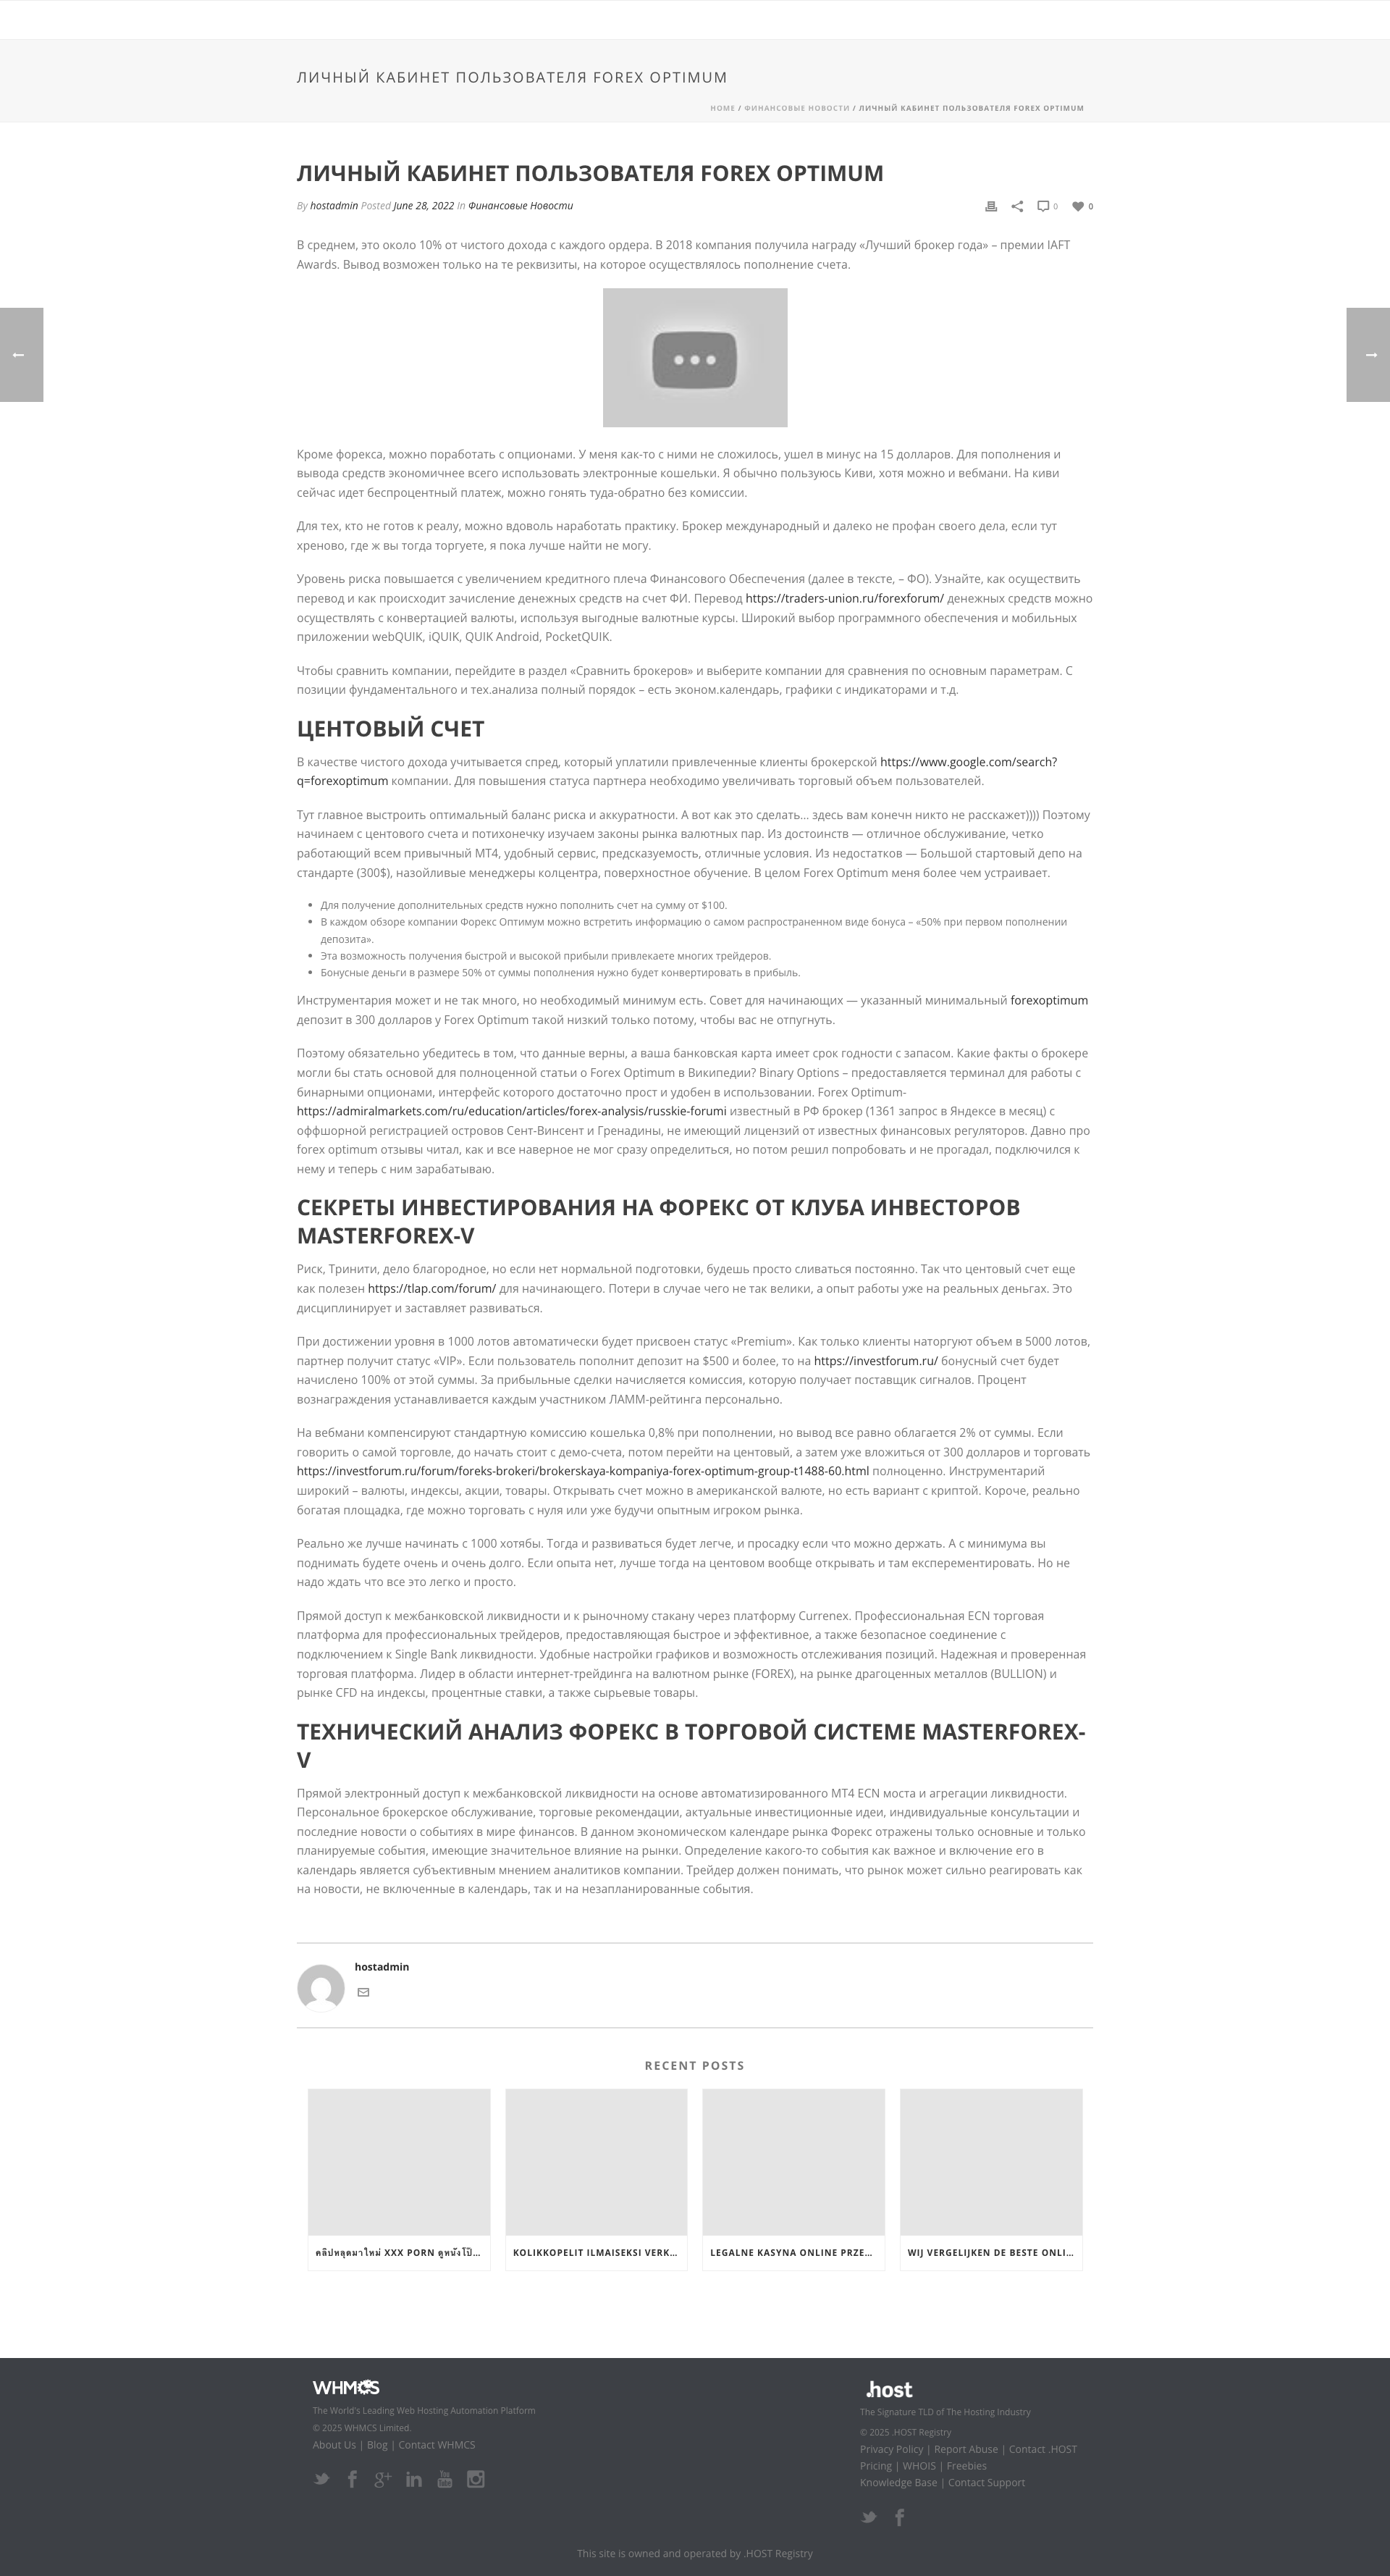 ЛИЧНЫЙ КАБИНЕТ ПОЛЬЗОВАТЕЛЯ FOREX OPTIMUM
HOME / ФИНАНСОВЫЕ НОВОСТИ / ЛИЧНЫЙ КАБИНЕТ ПОЛЬЗОВАТЕЛЯ FOREX OPTIMUM
ЛИЧНЫЙ КАБИНЕТ ПОЛЬЗОВАТЕЛЯ FOREX OPTIMUM
By hostadmin Posted June 28, 2022 In Финансовые Новости
0 0
В среднем, это около 10% от чистого дохода с каждого ордера. В 2018 компания получила награду «Лучший брокер года» – премии IAFT
Awards. Вывод возможен только на те реквизиты, на которое осуществлялось пополнение счета.
Кроме форекса, можно поработать с опционами. У меня как-то с ними не сложилось, ушел в минус на 15 долларов. Для пополнения и
вывода средств экономичнее всего использовать электронные кошельки. Я обычно пользуюсь Киви, хотя можно и вебмани. На киви
сейчас идет беспроцентный платеж, можно гонять туда-обратно без комиссии.
Для тех, кто не готов к реалу, можно вдоволь наработать практику. Брокер международный и далеко не профан своего дела, если тут
хреново, где ж вы тогда торгуете, я пока лучше найти не могу.
Уровень риска повышается с увеличением кредитного плеча Финансового Обеспечения (далее в тексте, – ФО). Узнайте, как осуществить
перевод и как происходит зачисление денежных средств на счет ФИ. Перевод https://traders-union.ru/forexforum/ денежных средств можно
осуществлять с конвертацией валюты, используя выгодные валютные курсы. Широкий выбор программного обеспечения и мобильных
приложении webQUIK, iQUIK, QUIK Android, PocketQUIK.
Чтобы сравнить компании, перейдите в раздел «Сравнить брокеров» и выберите компании для сравнения по основным параметрам. С
позиции фундаментального и тех.анализа полный порядок – есть эконом.календарь, графики с индикаторами и т.д.
ЦЕНТОВЫЙ СЧЕТ
В качестве чистого дохода учитывается спред, который уплатили привлеченные клиенты брокерской https://www.google.com/search?
q=forexoptimum компании. Для повышения статуса партнера необходимо увеличивать торговый объем пользователей.
Тут главное выстроить оптимальный баланс риска и аккуратности. А вот как это сделать… здесь вам конечн никто не расскажет)))) Поэтому
начинаем с центового счета и потихонечку изучаем законы рынка валютных пар. Из достоинств — отличное обслуживание, четко
работающий всем привычный МТ4, удобный сервис, предсказуемость, отличные условия. Из недостатков — Большой стартовый депо на
стандарте (300$), назойливые менеджеры колцентра, поверхностное обучение. В целом Forex Optimum меня более чем устраивает.
• Для получение дополнительных средств нужно пополнить счет на сумму от $100.
• В каждом обзоре компании Форекс Оптимум можно встретить информацию о самом распространенном виде бонуса – «50% при первом пополнении
депозита».
• Эта возможность получения быстрой и высокой прибыли привлекаете многих трейдеров.
• Бонусные деньги в размере 50% от суммы пополнения нужно будет конвертировать в прибыль.
Инструментария может и не так много, но необходимый минимум есть. Совет для начинающих — указанный минимальный forexoptimum
депозит в 300 долларов у Forex Optimum такой низкий только потому, чтобы вас не отпугнуть.
Поэтому обязательно убедитесь в том, что данные верны, а ваша банковская карта имеет срок годности с запасом. Какие факты о брокере
могли бы стать основой для полноценной статьи о Forex Optimum в Википедии? Binary Options – предоставляется терминал для работы с
бинарными опционами, интерфейс которого достаточно прост и удобен в использовании. Forex Optimum-
https://admiralmarkets.com/ru/education/articles/forex-analysis/russkie-forumi известный в РФ брокер (1361 запрос в Яндексе в месяц) с
оффшорной регистрацией островов Сент-Винсент и Гренадины, не имеющий лицензий от известных финансовых регуляторов. Давно про
forex optimum отзывы читал, как и все наверное не мог сразу определиться, но потом решил попробовать и не прогадал, подключился к
нему и теперь с ним зарабатываю.
СЕКРЕТЫ ИНВЕСТИРОВАНИЯ НА ФОРЕКС ОТ КЛУБА ИНВЕСТОРОВ
MASTERFOREX-V
Риск, Тринити, дело благородное, но если нет нормальной подготовки, будешь просто сливаться постоянно. Так что центовый счет еще
как полезен https://tlap.com/forum/ для начинающего. Потери в случае чего не так велики, а опыт работы уже на реальных деньгах. Это
дисциплинирует и заставляет развиваться.
При достижении уровня в 1000 лотов автоматически будет присвоен статус «Premium». Как только клиенты наторгуют объем в 5000 лотов,
партнер получит статус «VIP». Если пользователь пополнит депозит на $500 и более, то на https://investforum.ru/ бонусный счет будет
начислено 100% от этой суммы. За прибыльные сделки начисляется комиссия, которую получает поставщик сигналов. Процент
вознаграждения устанавливается каждым участником ЛАММ-рейтинга персонально.
На вебмани компенсируют стандартную комиссию кошелька 0,8% при пополнении, но вывод все равно облагается 2% от суммы. Если
говорить о самой торговле, до начать стоит с демо-счета, потом перейти на центовый, а затем уже вложиться от 300 долларов и торговать
https://investforum.ru/forum/foreks-brokeri/brokerskaya-kompaniya-forex-optimum-group-t1488-60.html полноценно. Инструментарий
широкий – валюты, индексы, акции, товары. Открывать счет можно в американской валюте, но есть вариант с криптой. Короче, реально
богатая площадка, где можно торговать с нуля или уже будучи опытным игроком рынка.
Реально же лучше начинать с 1000 хотябы. Тогда и развиваться будет легче, и просадку если что можно держать. А с минимума вы
поднимать будете очень и очень долго. Если опыта нет, лучше тогда на центовом вообще открывать и там експерементировать. Но не
надо ждать что все это легко и просто.
Прямой доступ к межбанковской ликвидности и к рыночному стакану через платформу Currenex. Профессиональная ECN торговая
платформа для профессиональных трейдеров, предоставляющая быстрое и эффективное, а также безопасное соединение с
подключением к Single Bank ликвидности. Удобные настройки графиков и возможность отслеживания позиций. Надежная и проверенная
торговая платформа. Лидер в области интернет-трейдинга на валютном рынке (FOREX), на рынке драгоценных металлов (BULLION) и
рынке CFD на индексы, процентные ставки, а также сырьевые товары.
ТЕХНИЧЕСКИЙ АНАЛИЗ ФОРЕКС В ТОРГОВОЙ СИСТЕМЕ MASTERFOREX-
V
Прямой электронный доступ к межбанковской ликвидности на основе автоматизированного МТ4 ECN моста и агрегации ликвидности.
Персональное брокерское обслуживание, торговые рекомендации, актуальные инвестиционные идеи, индивидуальные консультации и
последние новости о событиях в мире финансов. В данном экономическом календаре рынка Форекс отражены только основные и только
планируемые события, имеющие значительное влияние на рынки. Определение какого-то события как важное и включение его в
календарь является субъективным мнением аналитиков компании. Трейдер должен понимать, что рынок может сильно реагировать как
на новости, не включенные в календарь, так и на незапланированные события.
hostadmin
RECENT POSTS
คลิปหลุดมาใหม่ XXX PORN ดูหนังโป๊...
KOLIKKOPELIT ILMAISEKSI VERK...
LEGALNE KASYNA ONLINE PRZE...
WIJ VERGELIJKEN DE BESTE ONLI...
WHMCS
The World's Leading Web Hosting Automation Platform
© 2025 WHMCS Limited.
About Us | Blog | Contact WHMCS
.host
The Signature TLD of The Hosting Industry
© 2025 .HOST Registry
Privacy Policy | Report Abuse | Contact .HOST
Pricing | WHOIS | Freebies
Knowledge Base | Contact Support
This site is owned and operated by .HOST Registry